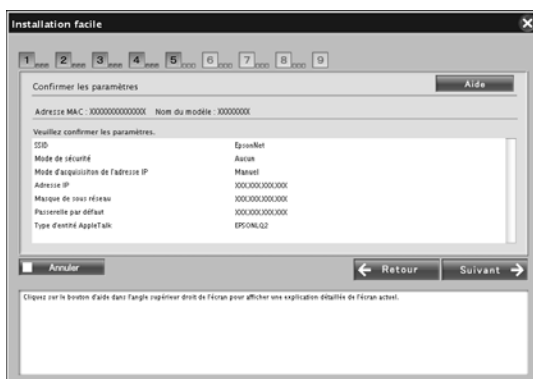 Installation facile
1 2 3 4 5 6 7 8 9
Confirmer les paramètres
Aide
Adresse MAC : XXXXXXXXXXXXXX Nom du modèle : XXXXXXXX
Veuillez confirmer les paramètres.
SSID EpsonNet
Mode de sécurité Aucun
Mode d'acquisiiton de l'adresse IP Manuel
Adresse IP XXX.XXX.XXX.XXX
Masque de sous réseau XXX.XXX.XXX.XXX
Passerelle par défaut XXX.XXX.XXX.XXX
Type d'entité AppleTalk EPSONLQ2
Annuler
Retour
Suivant
Cliquez sur le bouton d'aide dans l'angle supérieur droit de l'écran pour afficher une explication détaillée de l'écran actuel.